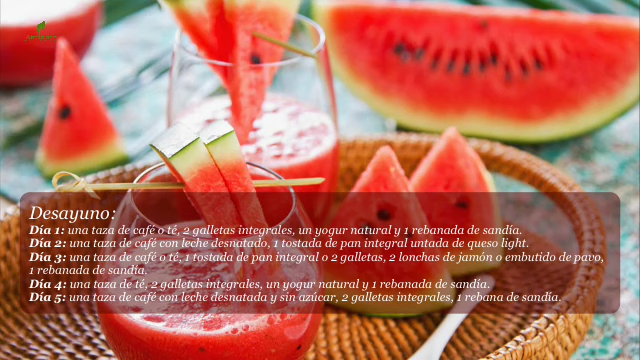 Desayuno:
Día 1: una taza de café o té, 2 galletas integrales, un yogur natural y 1 rebanada de sandía.
Día 2: una taza de café con leche desnatado, 1 tostada de pan integral untada de queso light.
Día 3: una taza de café o té, 1 tostada de pan integral o 2 galletas, 2 lonchas de jamón o embutido de pavo,
1 rebanada de sandía.
Día 4: una taza de té, 2 galletas integrales, un yogur natural y 1 rebanada de sandía.
Día 5: una taza de café con leche desnatada y sin azúcar, 2 galletas integrales, 1 rebana de sandía.